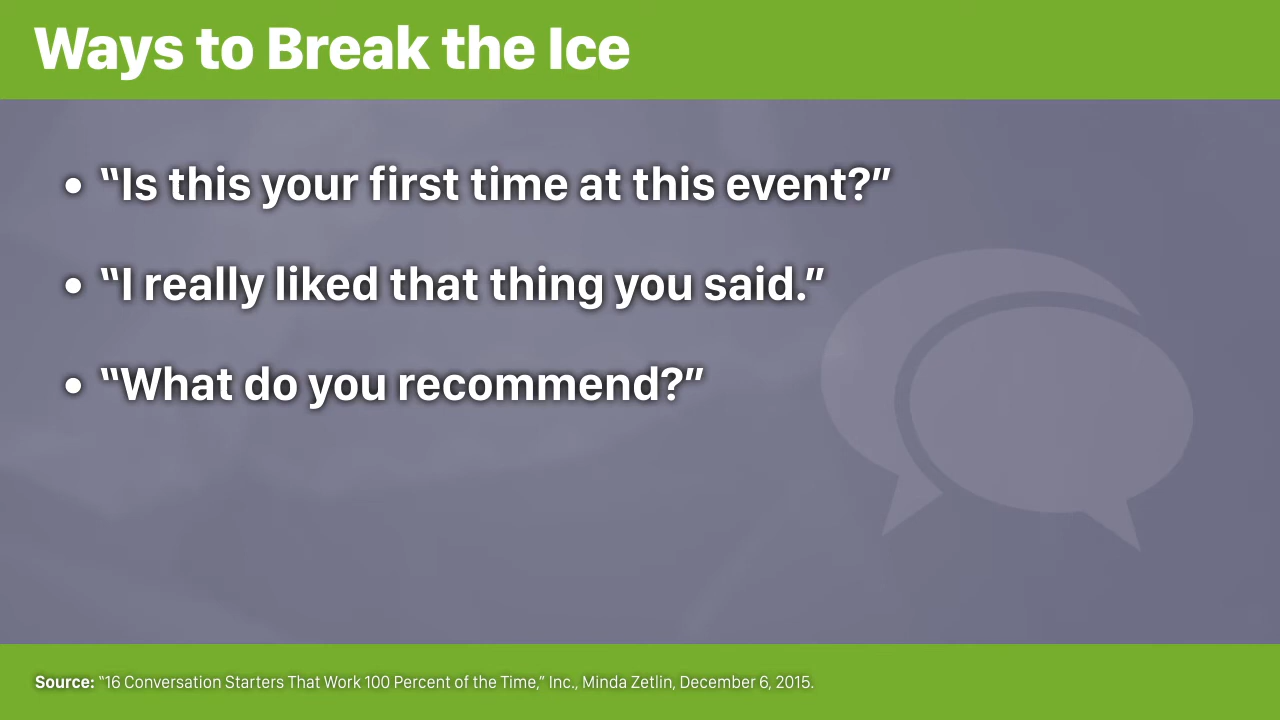 Ways to Break the Ice
• “Is this your first time at this event?”
• “I really liked that thing you said.”
• “What do you recommend?”
Source: “16 Conversation Starters That Work 100 Percent of the Time,” Inc., Minda Zetlin, December 6, 2015.